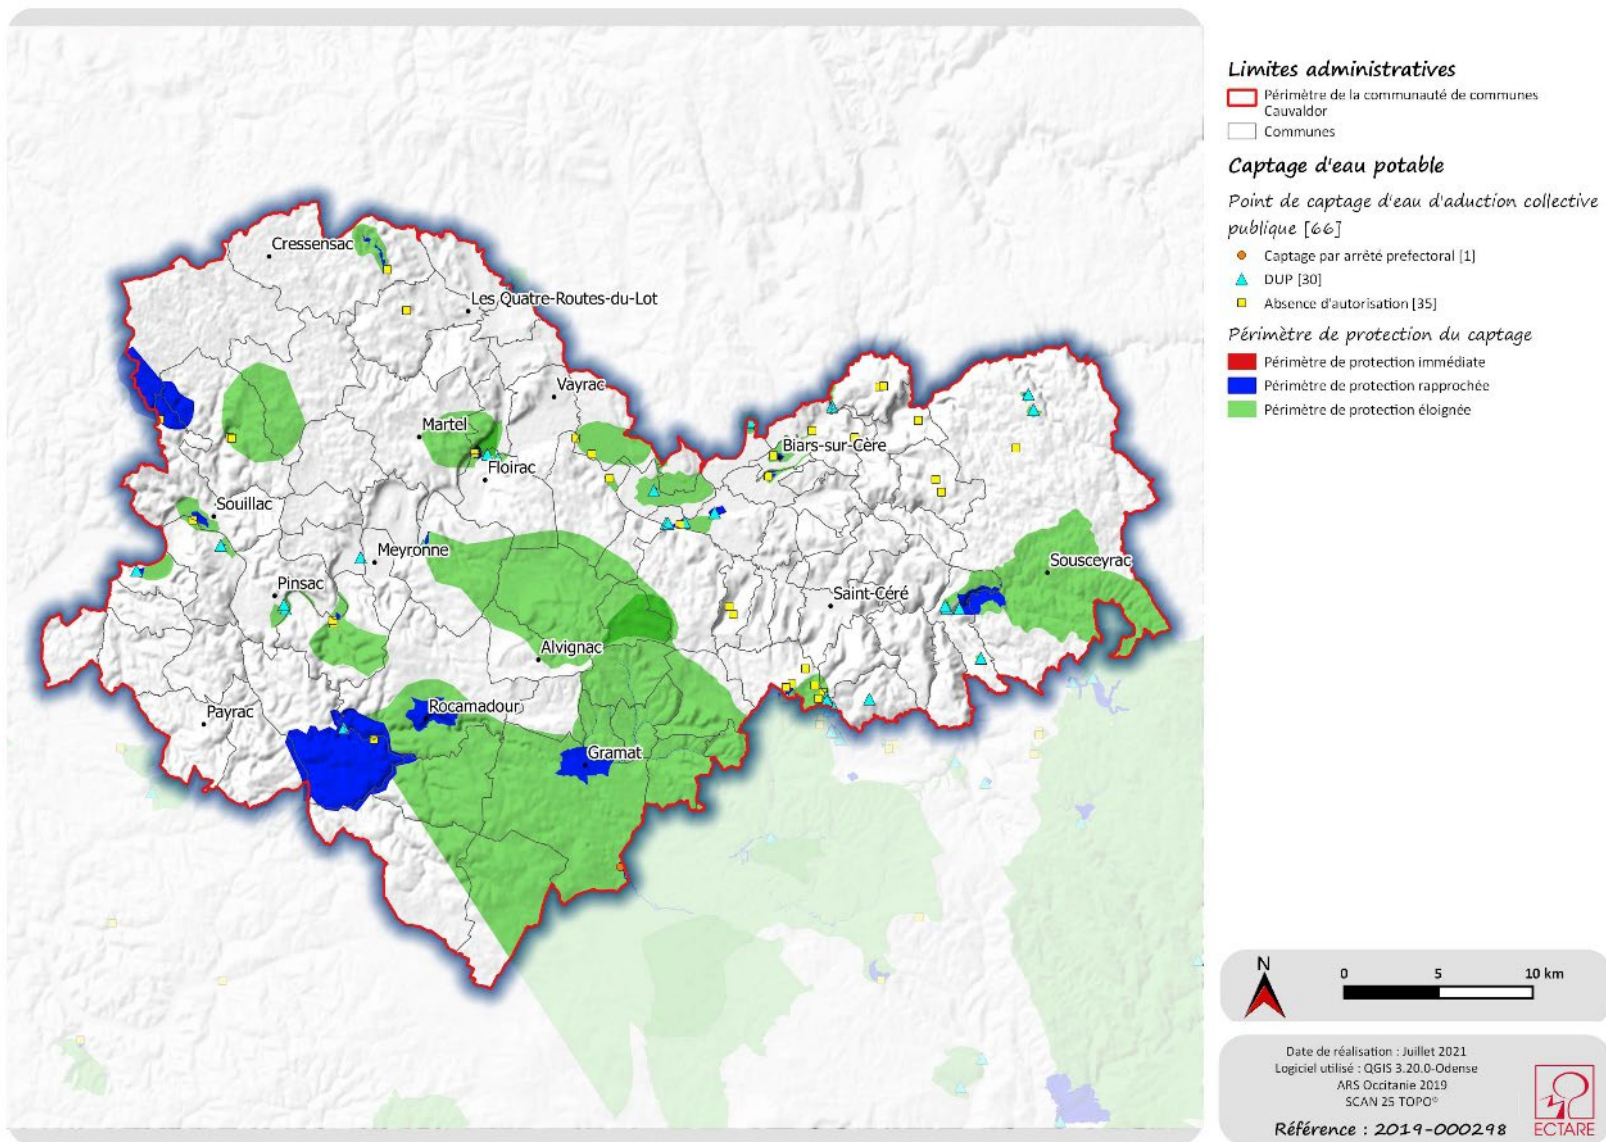 Limites administratives
Périmètre de la communauté de communes
Cauvaldor
Communes
Captage d'eau potable
Point de captage d'eau d'aduction collective
publique [66]
Captage par arrêté prefectoral [1]
DUP [30]
Absence d'autorisation [35]
Périmètre de protection du captage
Périmètre de protection immédiate
Périmètre de protection rapprochée
Périmètre de protection éloignée
Cressensac
Les Quatre-Routes-du-Lot
Vayrac
Martel
Biars-sur-Cère
Floirac
Souillac
Meyronne
Sousceyrac
Pinsac
Saint-Céré
Alvignac
Payrac
Rocamadour
Gramat
N
0 5 10 km
Date de réalisation : Juillet 2021
Logiciel utilisé : QGIS 3.20.0-Odense
ARS Occitanie 2019
SCAN 25 TOPO©
Référence : 2019-000298
ECTARE